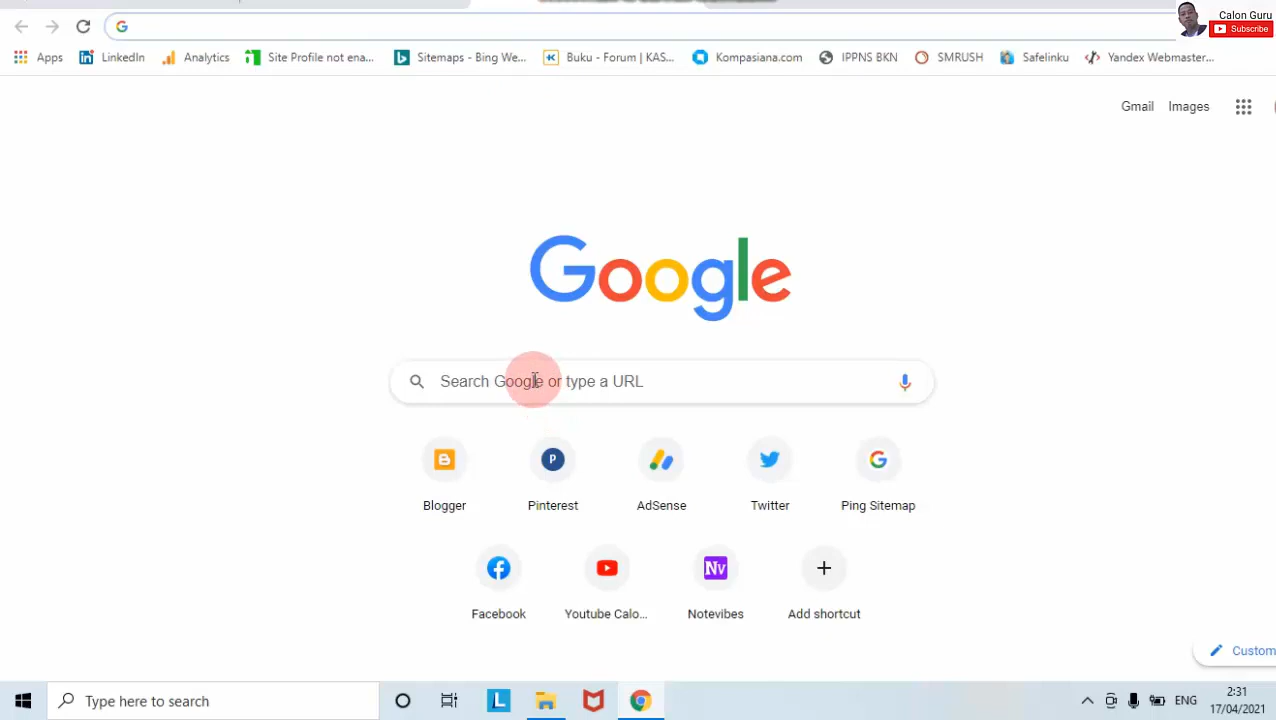 Calon Guru
Subscribe
Apps LinkedIn Analytics Site Profile not ena... Sitemaps - Bing We... Buku - Forum | KAS... Kompasiana.com IPPNS BKN SMRUSH Safelinku Yandex Webmaster...
Gmail Images
Google
Search Google or type a URL
Blogger Pinterest AdSense Twitter Ping Sitemap
Facebook Youtube Calo... Notevibes Add shortcut
Custom
Type here to search ENG 2:31
17/04/2021